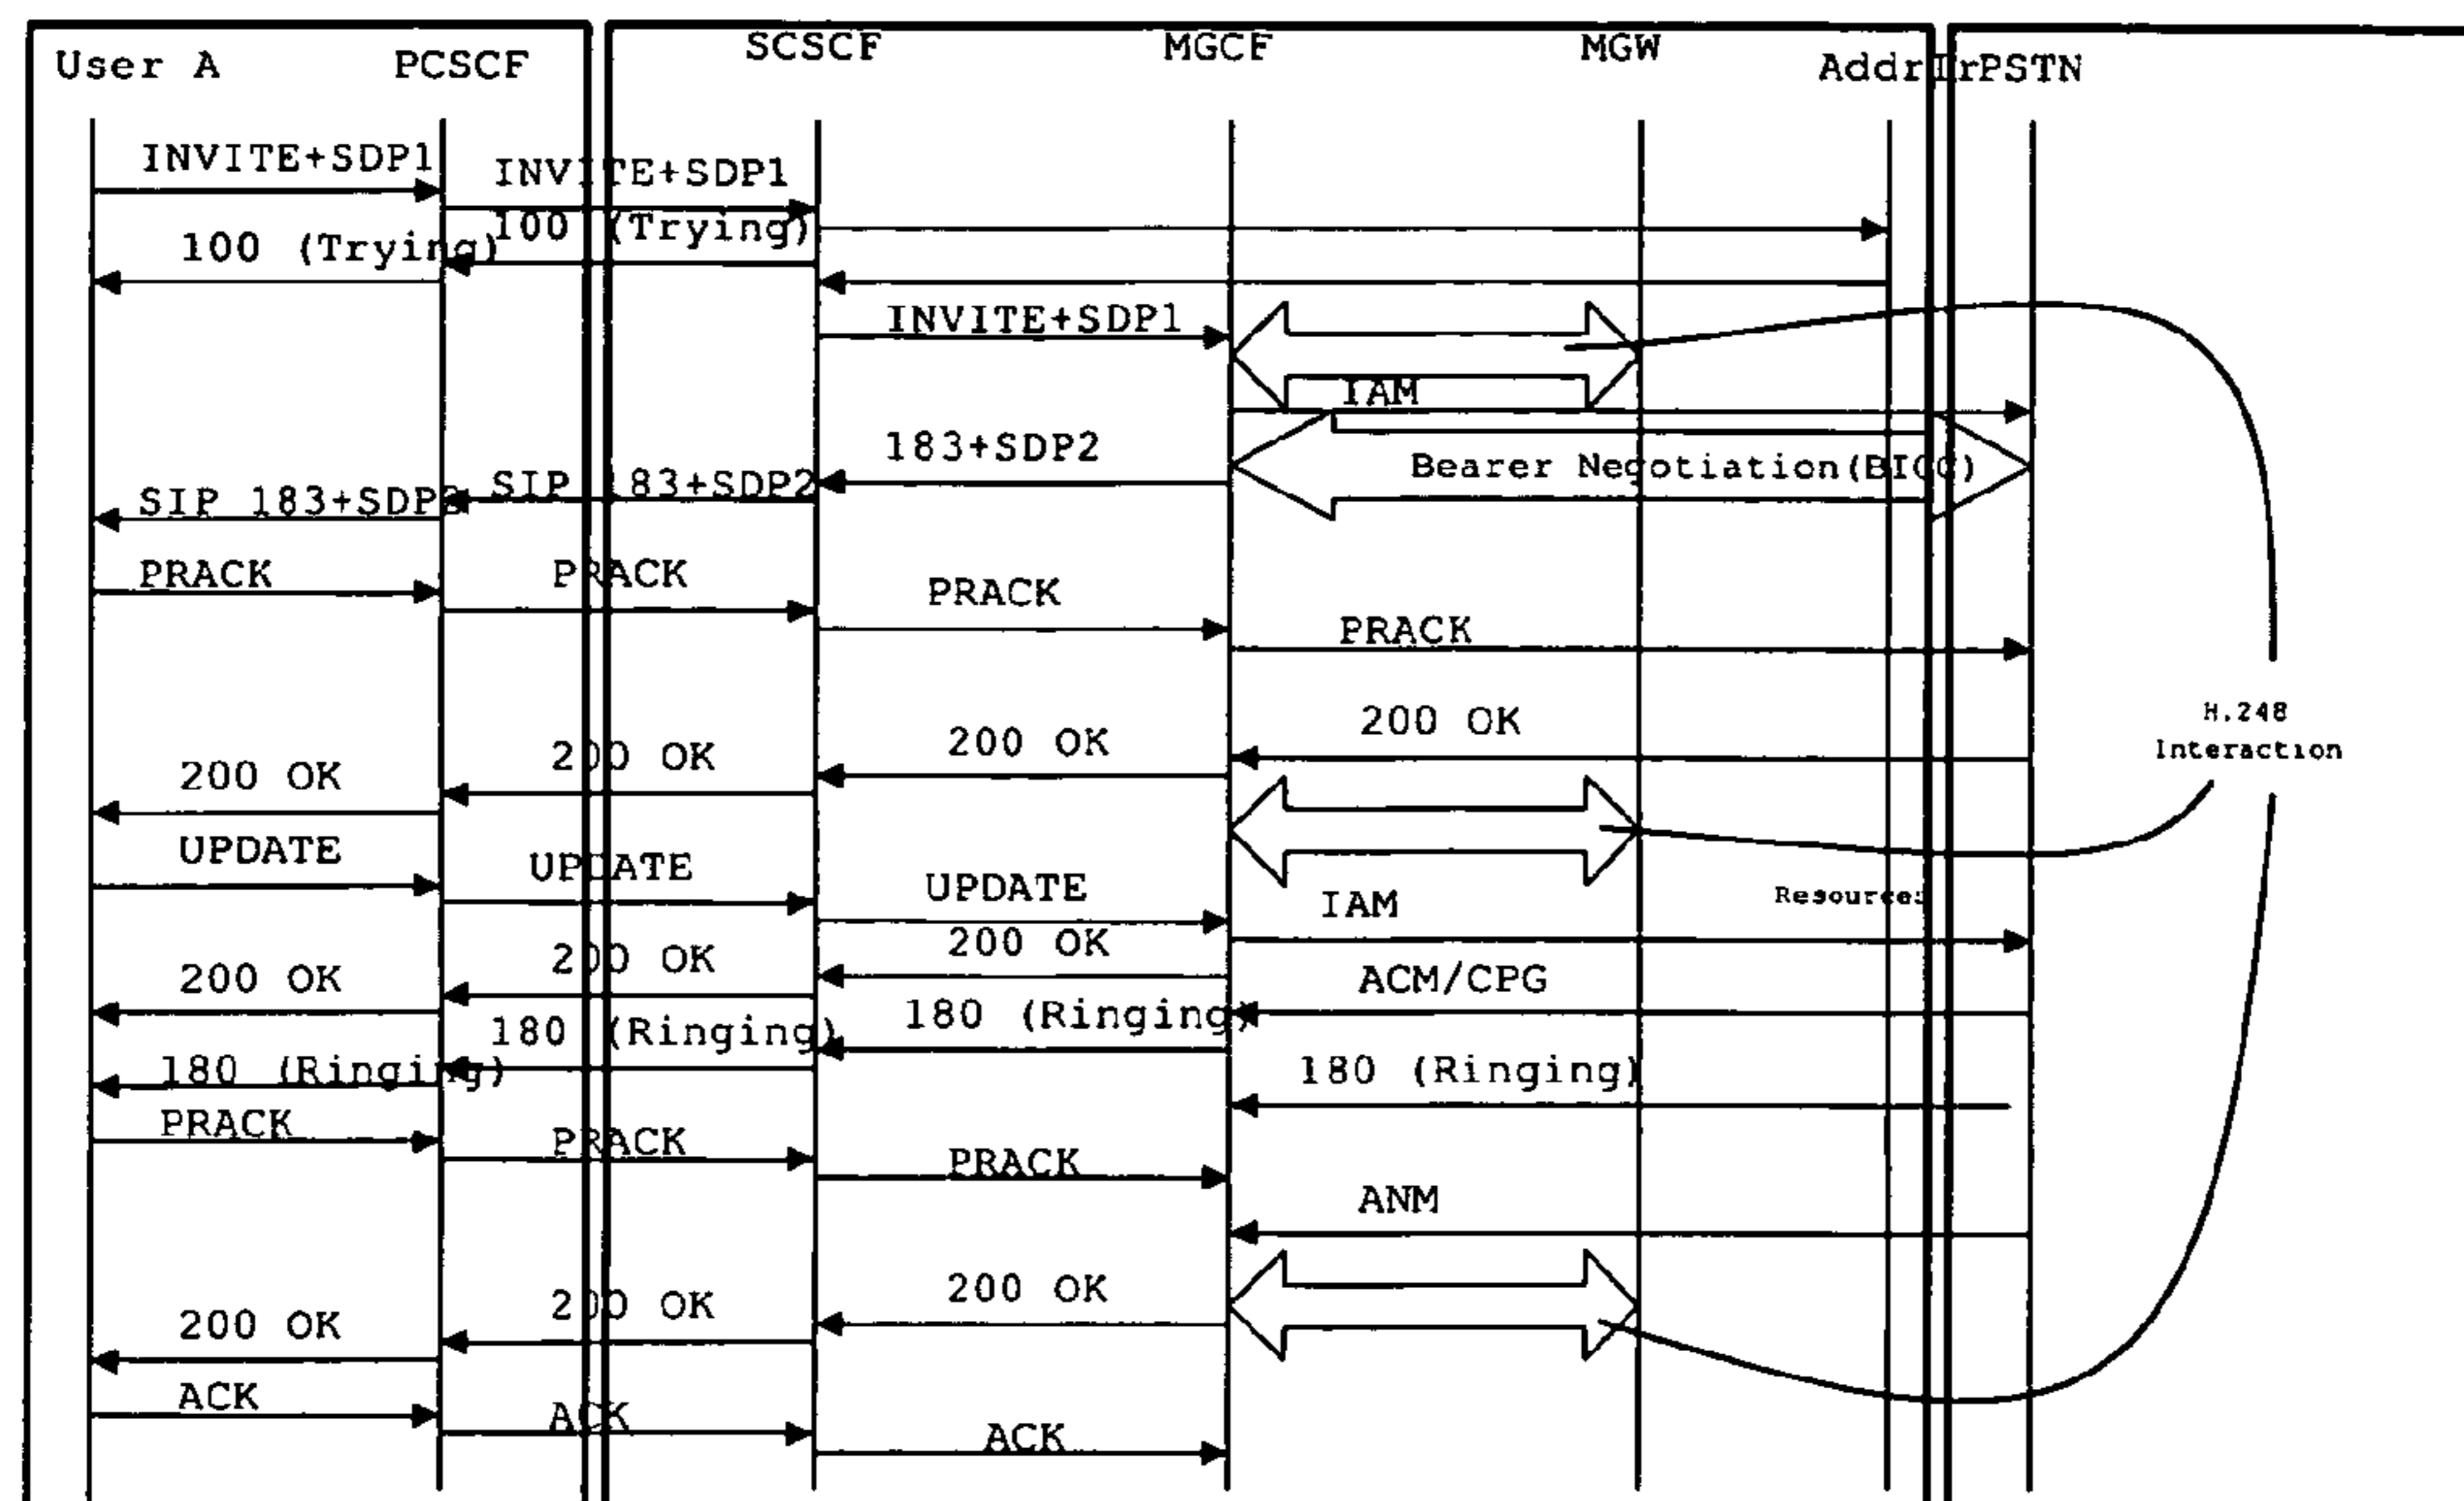 User A
PCSCF
SCSCF
MGCF
MGW
Addr
PSTN
INVITE+SDP1
INVITE+SDP1
100 (Trying)
100 (Trying)
INVITE+SDP1
IAM
183+SDP2
Bearer Negotiation(BICC)
SIP 183+SDP2
SIP 183+SDP2
PRACK
PRACK
PRACK
PRACK
200 OK
200 OK
200 OK
200 OK
H.248
Interaction
UPDATE
UPDATE
UPDATE
IAM
Resources
200 OK
200 OK
200 OK
ACM/CPG
180 (Ringing)
180 (Ringing)
180 (Ringing)
180 (Ringing)
PRACK
PRACK
PRACK
ANM
200 OK
200 OK
200 OK
ACK
ACK
ACK